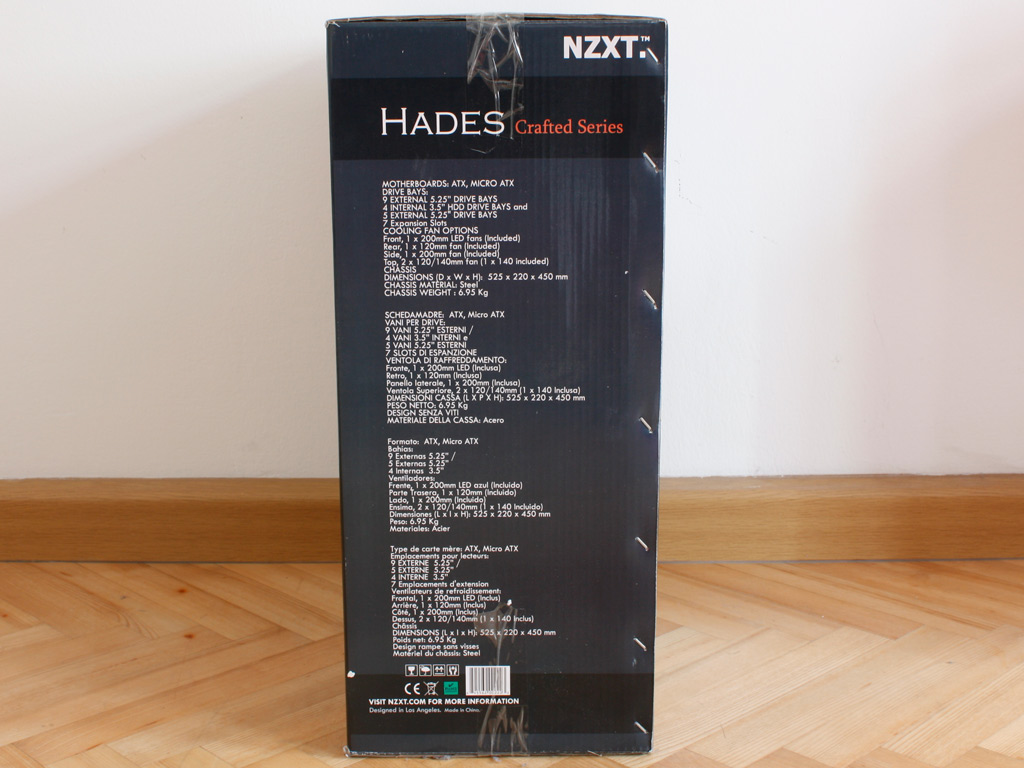 NZXT.™
HADES Crafted Series
MOTHERBOARDS: ATX, MICRO ATX
DRIVE BAYS:
9 EXTERNAL 5.25" DRIVE BAYS
4 INTERNAL 3.5" HDD DRIVE BAYS and
5 EXTERNAL 5.25" DRIVE BAYS
7 Expansion Slots
COOLING FAN OPTIONS
Front, 1 x 200mm LED fans (Included)
Rear, 1 x 120mm fan (Included)
Side, 1 x 200mm fan (Included)
Top, 2 x 120/140mm fan (1 x 140 included)
CHASSIS
DIMENSIONS (D x W x H): 525 x 220 x 450 mm
CHASSIS MATERIAL: Steel
CHASSIS WEIGHT : 6.95 Kg
SCHEDAMADRE: ATX, Micro ATX
VANI PER DRIVE:
9 VANI 5.25" ESTERNI /
4 VANI 3.5" INTERNI e
5 VANI 5.25" ESTERNI
7 SLOTS DI ESPANZIONE
VENTOLA DI RAFFREDDAMENTO:
Fronte, 1 x 200mm LED (Inclusa)
Retro, 1 x 120mm (Inclusa)
Panello laterale, 1 x 200mm (Inclusa)
Ventola Superiore, 2 x 120/140mm (1 x 140 Inclusa)
DIMENSIONI CASSA (L X P X H): 525 x 220 x 450 mm
PESO NETTO: 6.95 Kg
DESIGN SENZA VITI
MATERIALE DELLA CASSA: Acero
Formato: ATX, Micro ATX
Bahias:
9 Externas 5.25" /
5 Externas 5.25"
4 Internas 3.5"
Ventiladores:
Frente, 1 x 200mm LED azul (Incluido)
Parte Trasera, 1 x 120mm (Incluido)
Lado, 1 x 200mm (Incluido)
Ensima, 2 x 120/140mm (1 x 140 Incluido)
Dimensiones (L x l x H): 525 x 220 x 450 mm
Peso: 6.95 Kg
Materiales: Acier
Type de carte mère: ATX, Micro ATX
Emplacements pour lecteurs:
9 EXTERNE 5.25" /
5 EXTERNE 5.25"
4 INTERNE 3.5"
7 Emplacements d'extension
Ventilateurs de refroidissement:
Frontal, 1 x 200mm LED (Inclus)
Arrière, 1 x 120mm (Inclus)
Côté, 1 x 200mm (Inclus)
Dessus, 2 x 120/140mm (1 x 140 Inclus)
Châssis
DIMENSIONS (L x l x H): 525 x 220 x 450 mm
Poids net: 6.95 Kg
Design rampe sans visses
Matériel du châssis: Steel
CE
VISIT NZXT.COM FOR MORE INFORMATION
Designed in Los Angeles. Made in China.